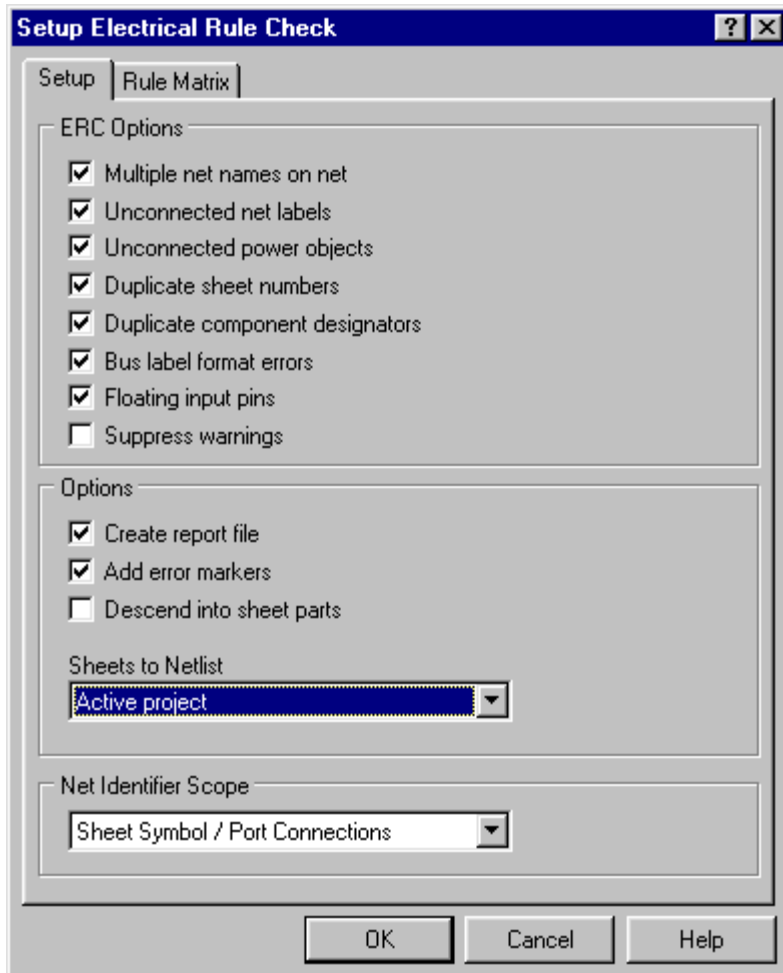 Setup Electrical Rule Check
Setup Rule Matrix
ERC Options
Multiple net names on net
Unconnected net labels
Unconnected power objects
Duplicate sheet numbers
Duplicate component designators
Bus label format errors
Floating input pins
Suppress warnings
Options
Create report file
Add error markers
Descend into sheet parts
Sheets to Netlist
Active project
Net Identifier Scope
Sheet Symbol / Port Connections
OK Cancel Help